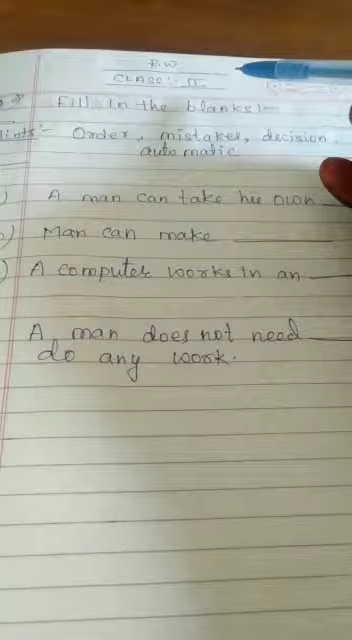 R.W
CLASS :- II
Fill in the blanks :-
Hints :- Order, mistakes, decision,
automatic
A man can take his own
Man can make
A computer works in an
A man does not need
do any work.